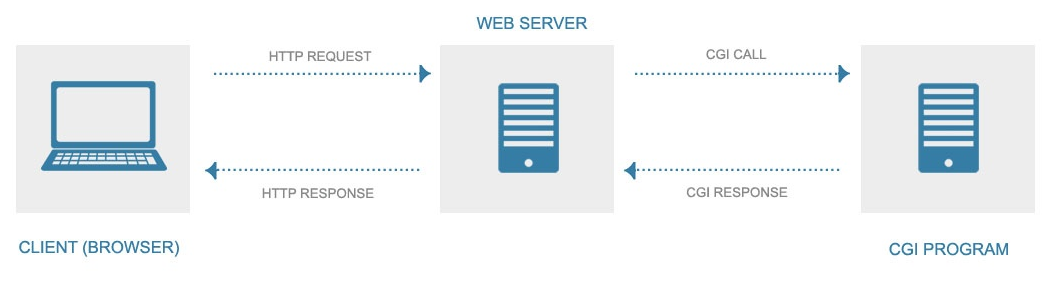 WEB SERVER
HTTP REQUEST
CGI CALL
HTTP RESPONSE
CGI RESPONSE
CLIENT (BROWSER)
CGI PROGRAM